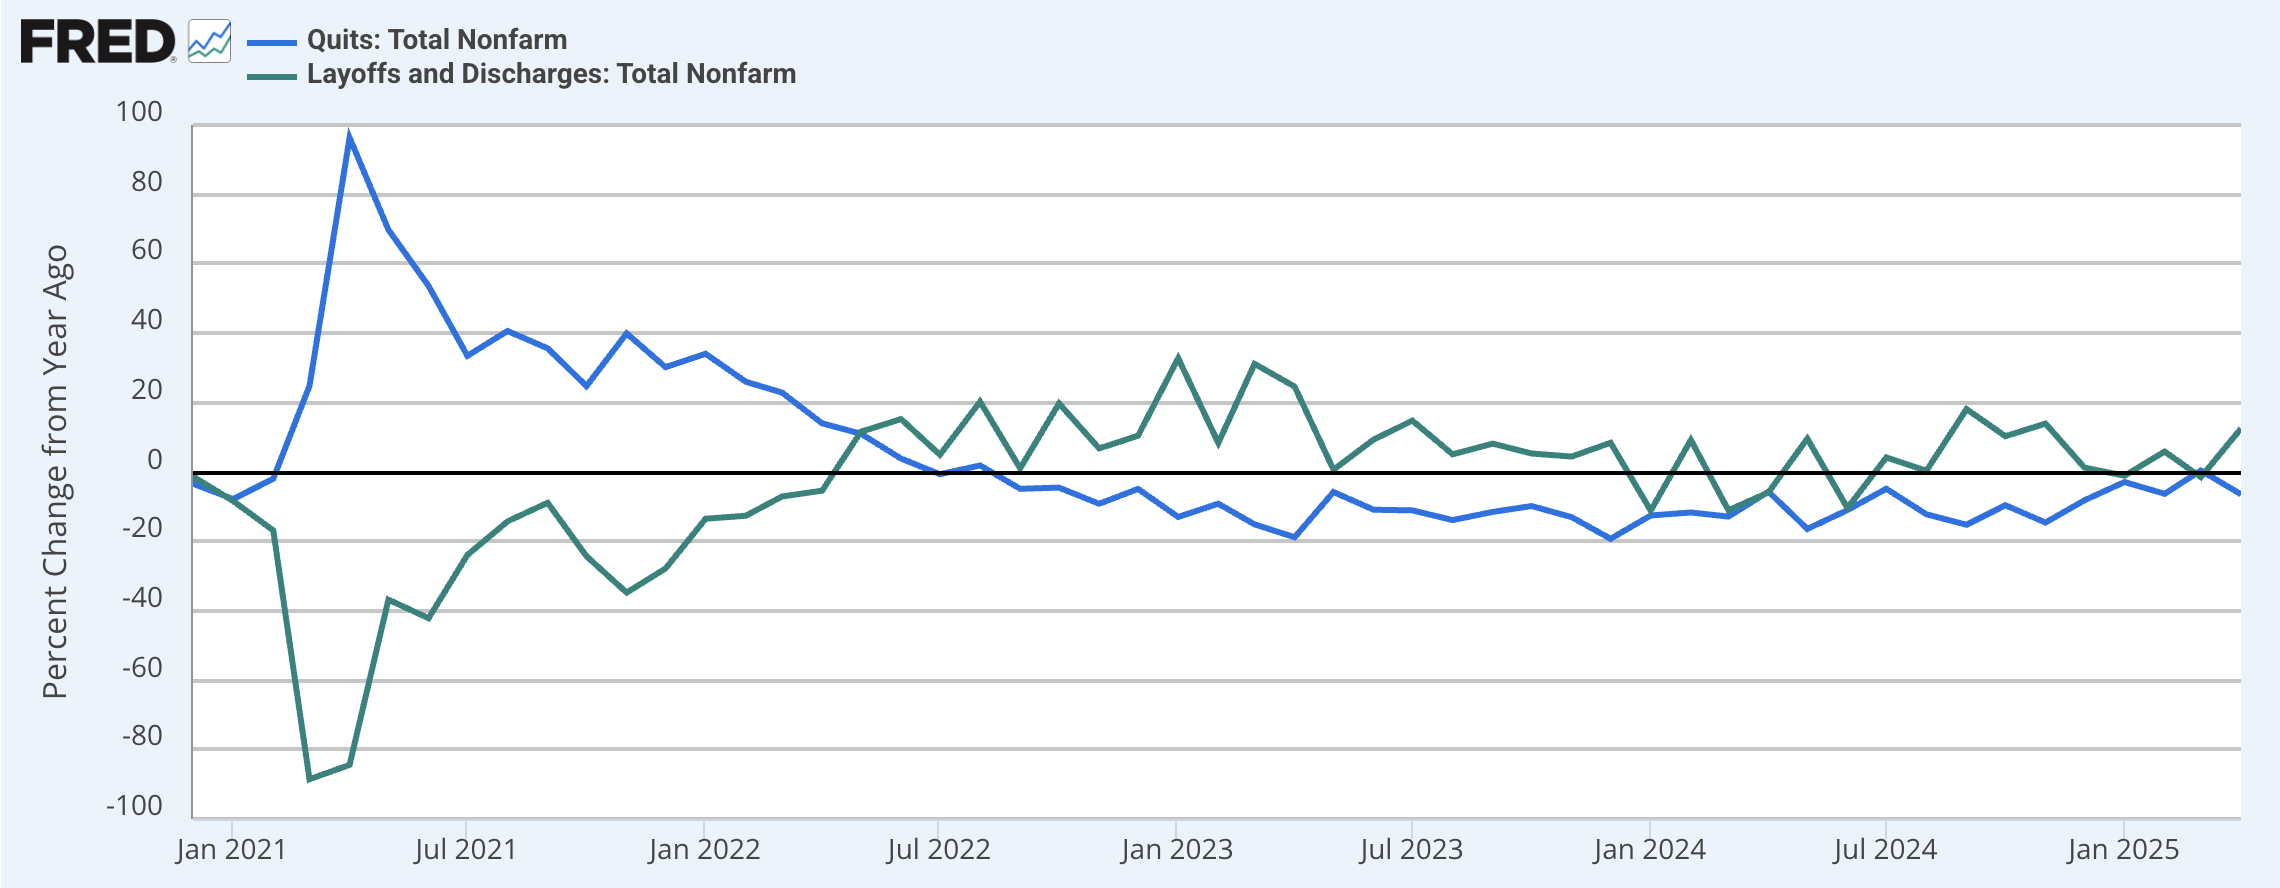 FRED®
Quits: Total Nonfarm
Layoffs and Discharges: Total Nonfarm
Percent Change from Year Ago
100
80
60
40
20
0
-20
-40
-60
-80
-100
Jan 2021 Jul 2021 Jan 2022 Jul 2022 Jan 2023 Jul 2023 Jan 2024 Jul 2024 Jan 2025